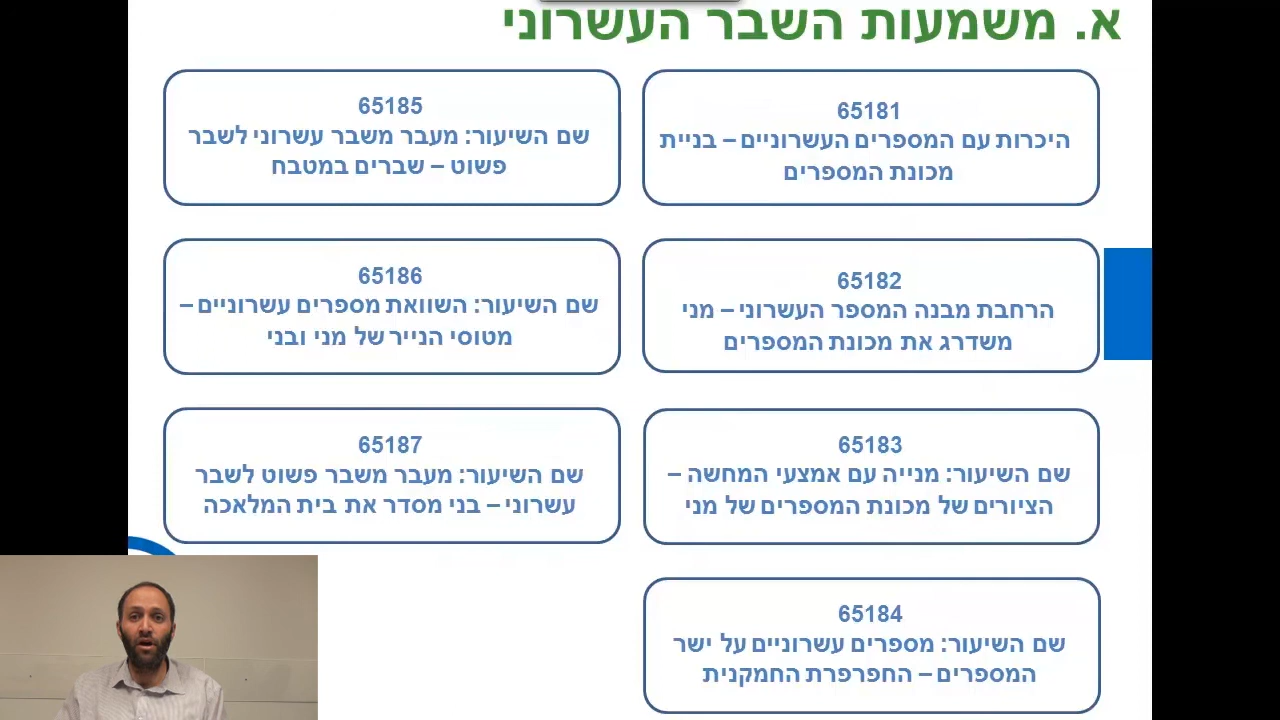 א. משמעות השבר העשרוני
65181
היכרות עם המספרים העשרוניים – בניית
מכונת המספרים
65182
הרחבת מבנה המספר העשרוני – מני
משדרג את מכונת המספרים
65183
שם השיעור: מנייה עם אמצעי המחשה –
הציורים של מכונת המספרים של מני
65184
שם השיעור: מספרים עשרוניים על ישר
המספרים – החפרפרת החמקנית
65185
שם השיעור: מעבר משבר עשרוני לשבר
פשוט – שברים במטבח
65186
שם השיעור: השוואת מספרים עשרוניים –
מטוסי הנייר של מני ובני
65187
שם השיעור: מעבר משבר פשוט לשבר
עשרוני – בני מסדר את בית המלאכה